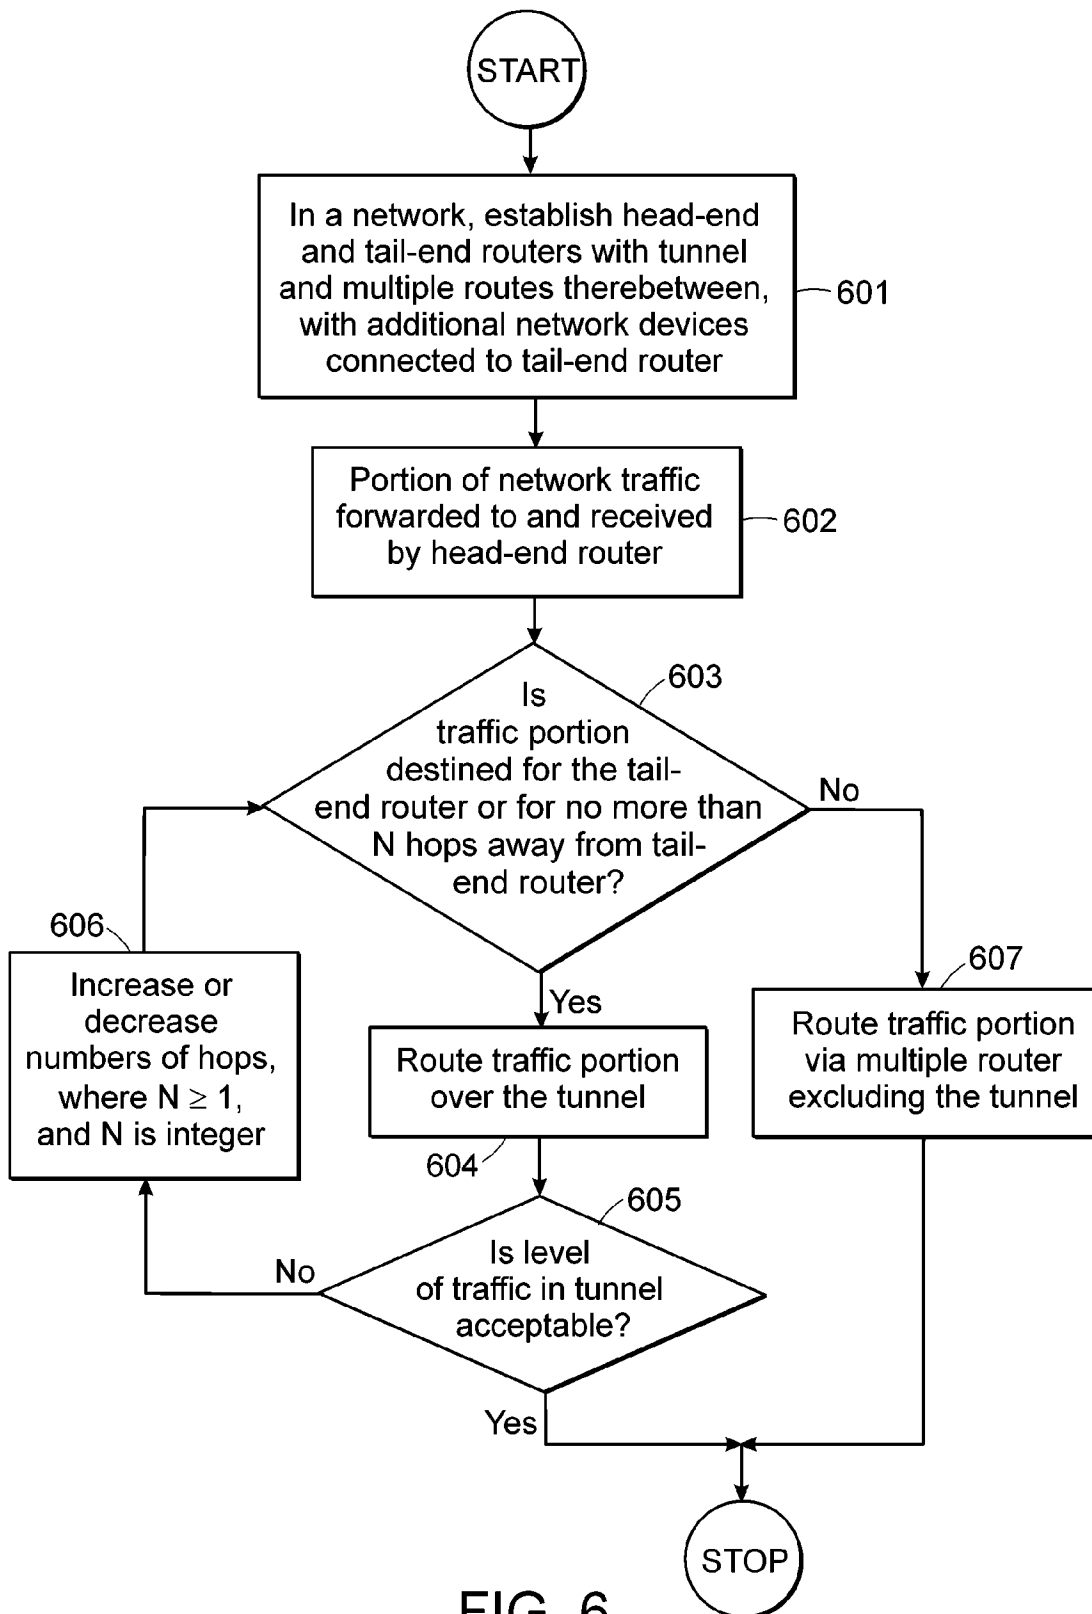 START
In a network, establish head-end
and tail-end routers with tunnel
and multiple routes therebetween,
with additional network devices
connected to tail-end router
601
Portion of network traffic
forwarded to and received
by head-end router
602
603
Is
traffic portion
destined for the tail-
end router or for no more than
N hops away from tail-
end router?
No
606
Increase or
decrease
numbers of hops,
where N ≥ 1,
and N is integer
Yes
607
Route traffic portion
over the tunnel
604
Route traffic portion
via multiple router
excluding the tunnel
605
Is level
of traffic in tunnel
acceptable?
No
Yes
STOP
FIG. 6